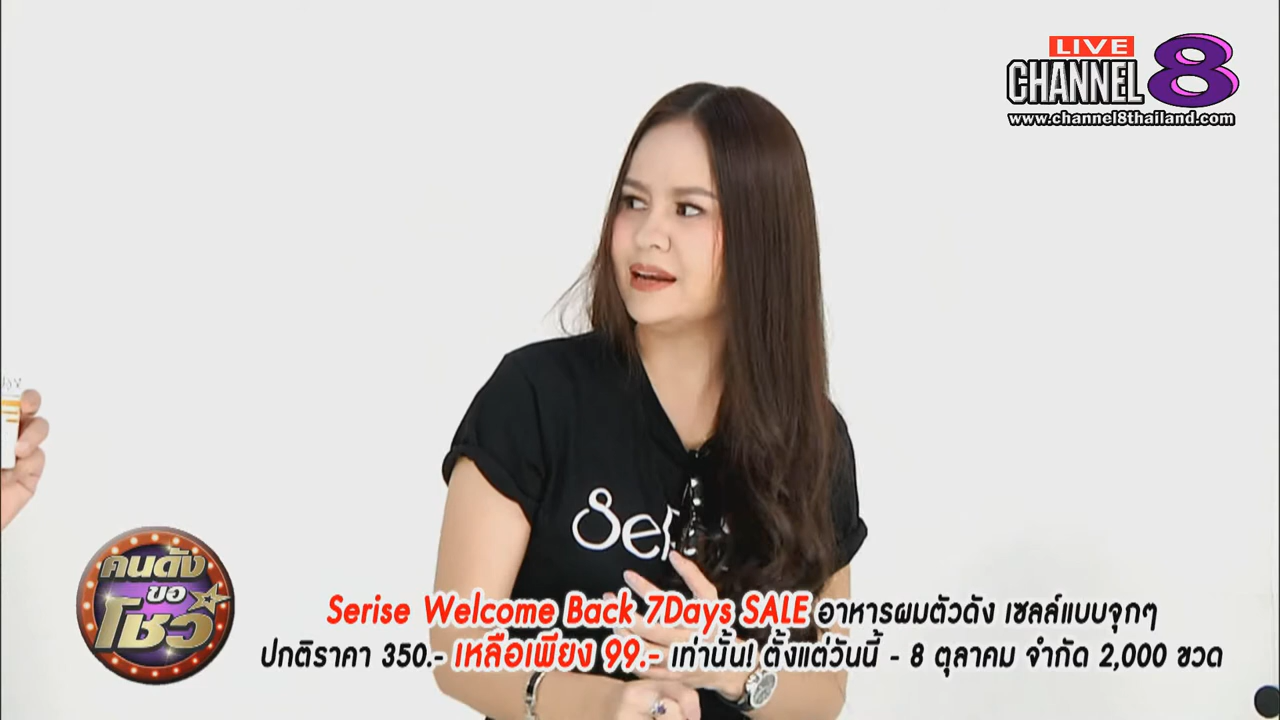 LIVE
CHANNEL 8
www.channel8thailand.com
คนดัง
ขอ
โชว์
Serise Welcome Back 7Days SALE อาหารผมตัวดัง เซลล์แบบจุกๆ
ปกติราคา 350.- เหลือเพียง 99.- เท่านั้น! ตั้งแต่วันนี้ - 8 ตุลาคม จำกัด 2,000 ขวด